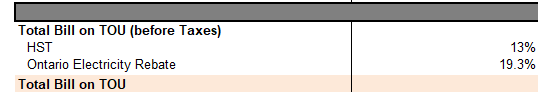 Total Bill on TOU (before Taxes)
HST 13%
Ontario Electricity Rebate 19.3%
Total Bill on TOU